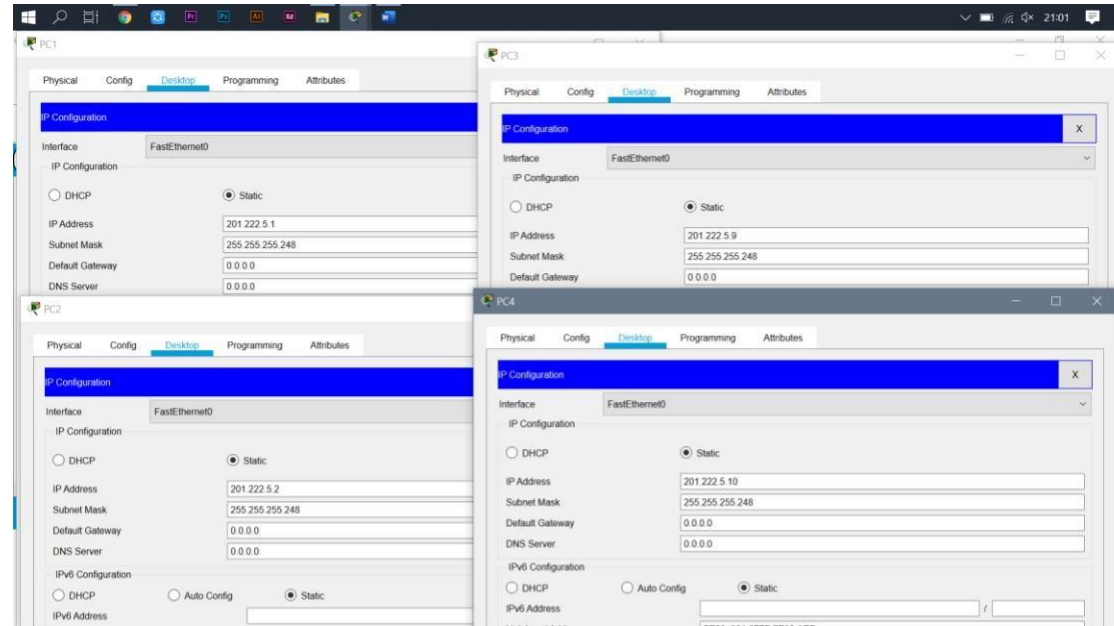 Pr
Ps
Ai
Xd
21:01
PC1
Physical Config Desktop Programming Attributes
IP Configuration
Interface FastEthernet0
IP Configuration
DHCP Static
IP Address 201.222.5.1
Subnet Mask 255.255.255.248
Default Gateway 0.0.0.0
DNS Server 0.0.0.0
PC3
Physical Config Desktop Programming Attributes
IP Configuration X
Interface FastEthernet0
IP Configuration
DHCP Static
IP Address 201.222.5.9
Subnet Mask 255.255.255.248
Default Gateway 0.0.0.0
PC2
Physical Config Desktop Programming Attributes
IP Configuration
Interface FastEthernet0
IP Configuration
DHCP Static
IP Address 201.222.5.2
Subnet Mask 255.255.255.248
Default Gateway 0.0.0.0
DNS Server 0.0.0.0
IPv6 Configuration
DHCP Auto Config Static
IPv6 Address
PC4
Physical Config Desktop Programming Attributes
IP Configuration X
Interface FastEthernet0
IP Configuration
DHCP Static
IP Address 201.222.5.10
Subnet Mask 255.255.255.248
Default Gateway 0.0.0.0
DNS Server 0.0.0.0
IPv6 Configuration
DHCP Auto Config Static
IPv6 Address /